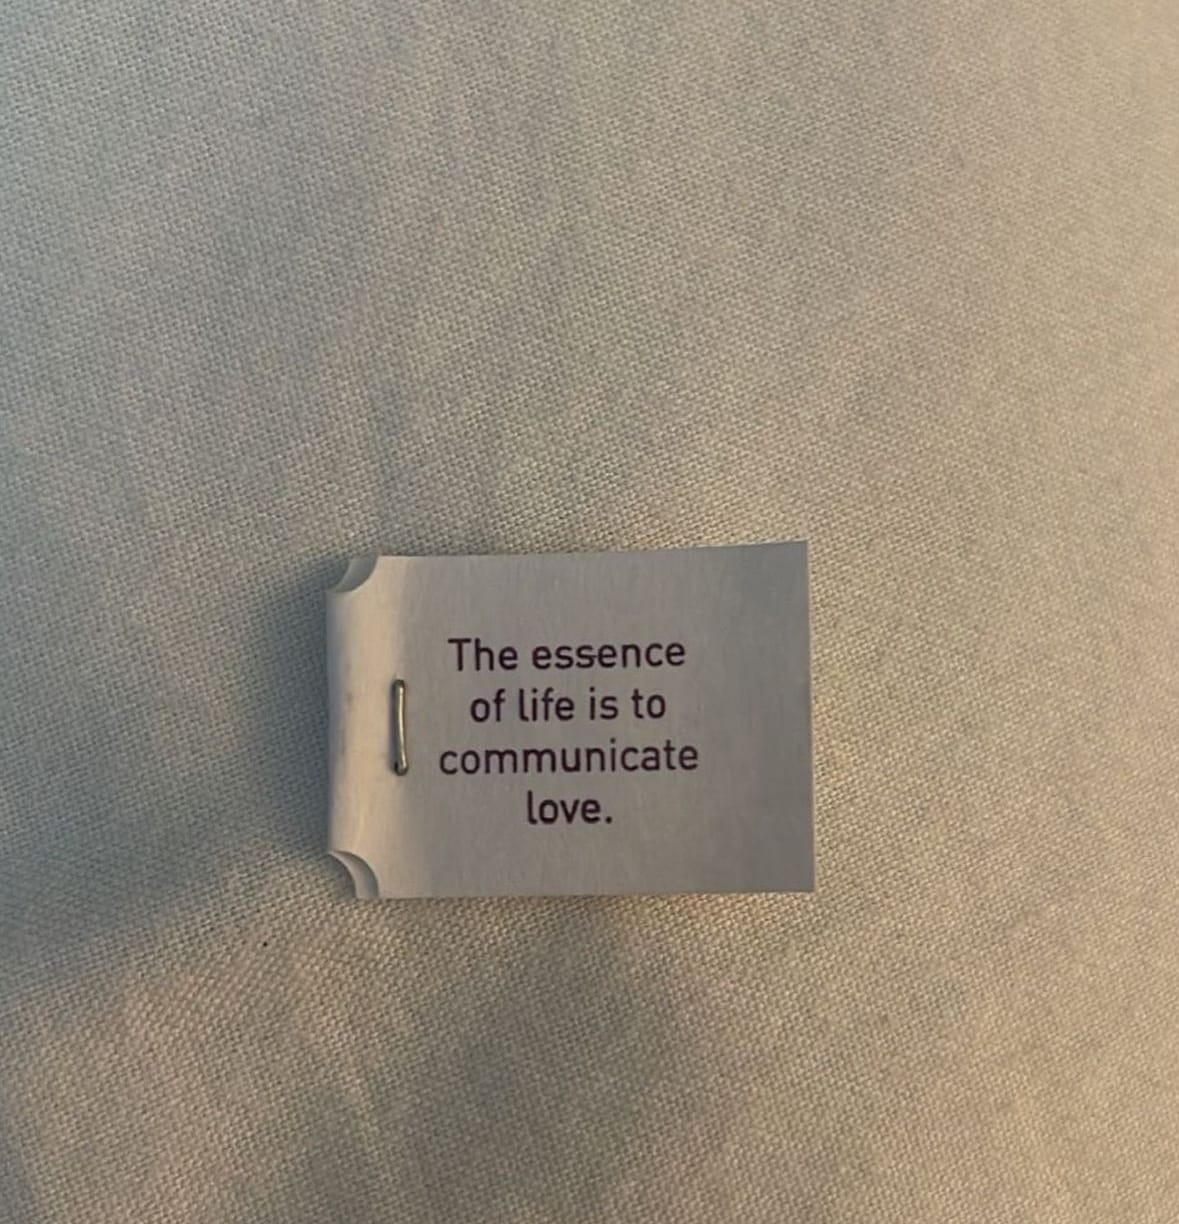 The essence
of life is to
communicate
love.